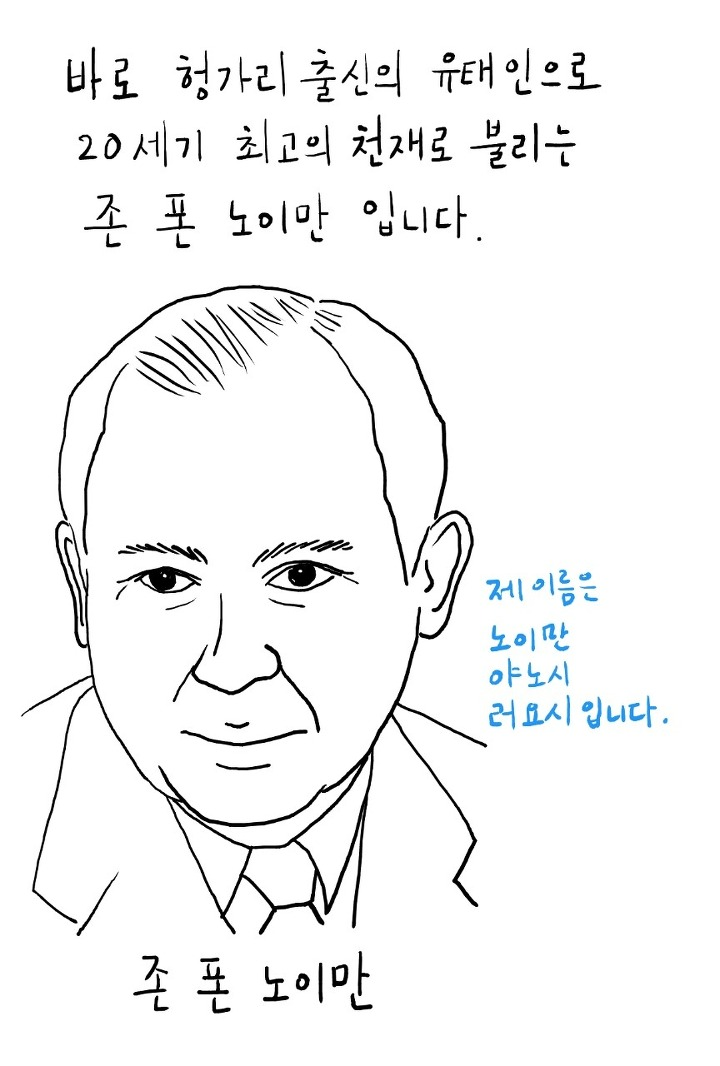 바로 헝가리 출신의 유태인으로
20세기 최고의 천재로 불리는
존 폰 노이만 입니다.
제 이름은
노이만
야노시
러요시 입니다.
존 폰 노이만